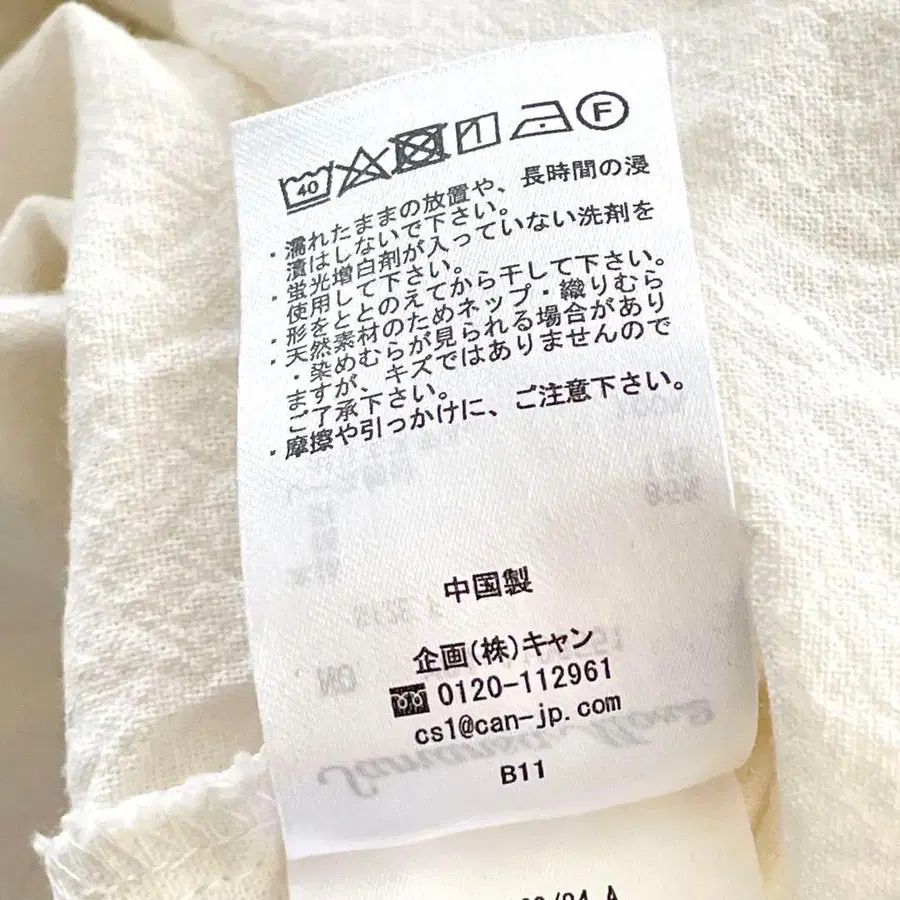 40 F
・濡れたままの放置や、長時間の浸
漬はしないで下さい。
・蛍光増白剤が入っていない洗剤を
使用して下さい。
・形をととのえてから干して下さい。
・天然素材のためネップ・織りむら
・染めむらが見られる場合があり
ますが、キズではありませんので
ご了承下さい。
・摩擦や引っかけに、ご注意下さい。
中国製
企画(株)キャン
0120-112961
cs1@can-jp.com
B11